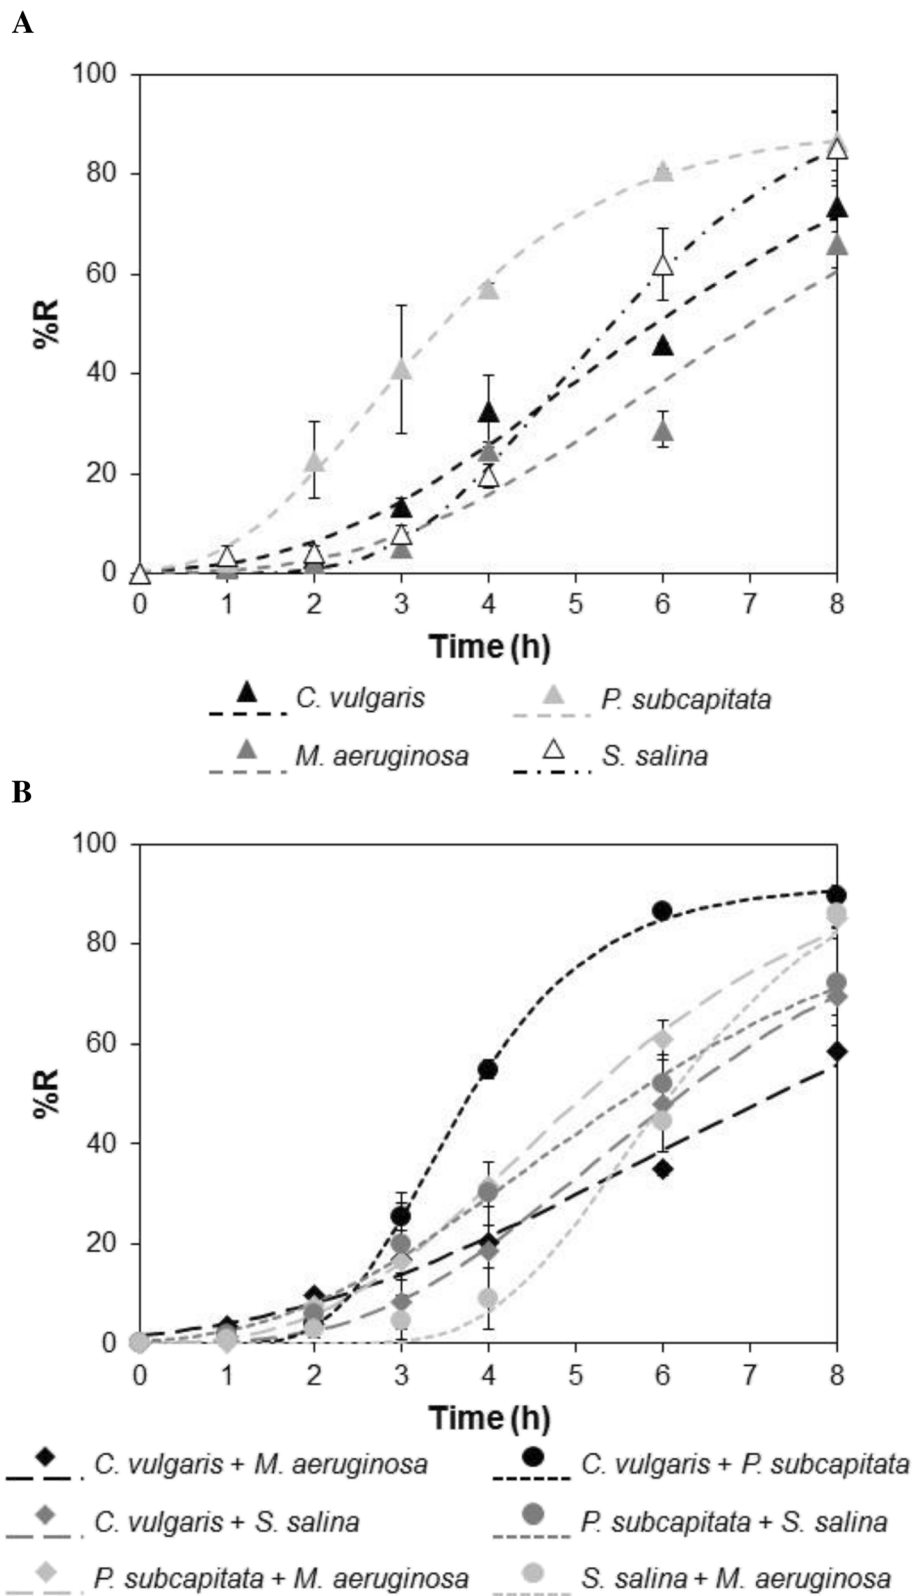 A
100
80
60
40
20
0
%R
0 1 2 3 4 5 6 7 8
Time (h)
C. vulgaris P. subcapitata
M. aeruginosa S. salina
B
100
80
60
40
20
0
%R
0 1 2 3 4 5 6 7 8
Time (h)
C. vulgaris + M. aeruginosa C. vulgaris + P. subcapitata
C. vulgaris + S. salina P. subcapitata + S. salina
P. subcapitata + M. aeruginosa S. salina + M. aeruginosa